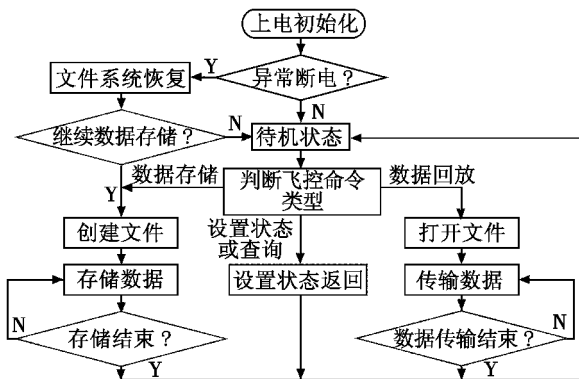 上电初始化
Y
文件系统恢复
异常断电？
N
继续数据存储？
N
待机状态
数据存储
判断飞控命令
类型
数据回放
Y
设置状态
或查询
创建文件
打开文件
存储数据
设置状态返回
传输数据
N
存储结束？
数据传输结束？
N
Y
Y